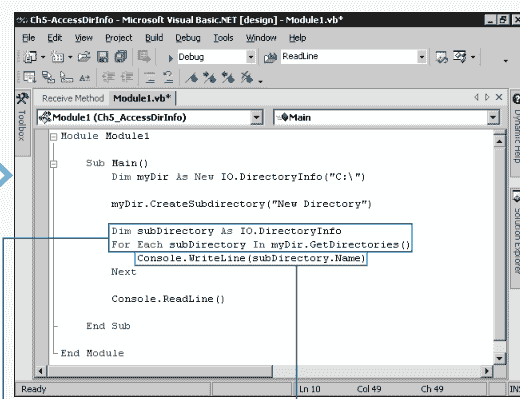 Ch5-AccessDirInfo - Microsoft Visual Basic.NET [design] - Module1.vb*
File Edit View Project Build Debug Tools Window Help
Debug ReadLine
Receive Method Module1.vb*
Module1 (Ch5_AccessDirInfo) Main
Toolbox
Dynamic Help
Solution Explorer
Module Module1
Sub Main()
Dim myDir As New IO.DirectoryInfo("C:\")
myDir.CreateSubdirectory("New Directory")
Dim subDirectory As IO.DirectoryInfo
For Each subDirectory In myDir.GetDirectories()
Console.WriteLine(subDirectory.Name)
Next
Console.ReadLine()
End Sub
End Module
Ready Ln 10 Col 49 Ch 49